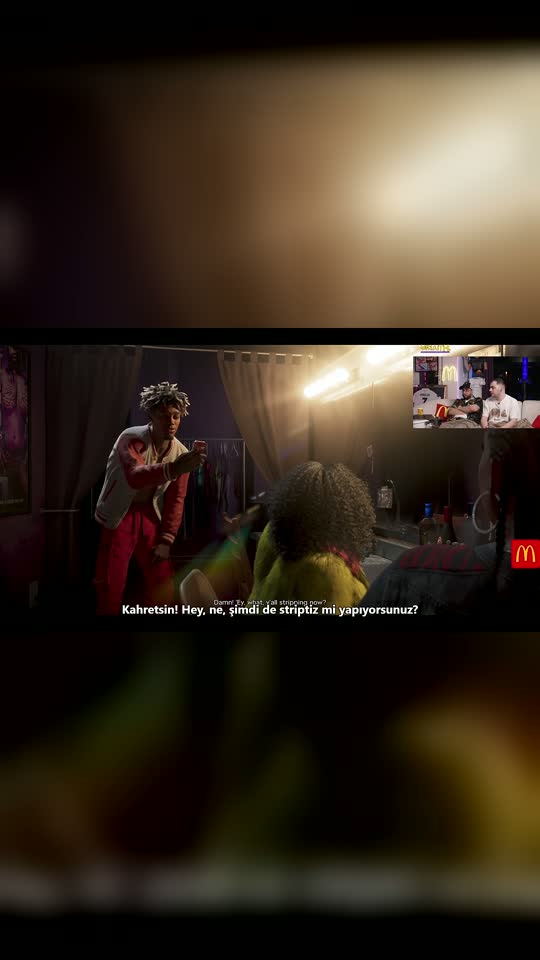 Damn! 'Ey, what, y'all stripping now?
Kahretsin! Hey, ne, şimdi de striptiz mi yapıyorsunuz?